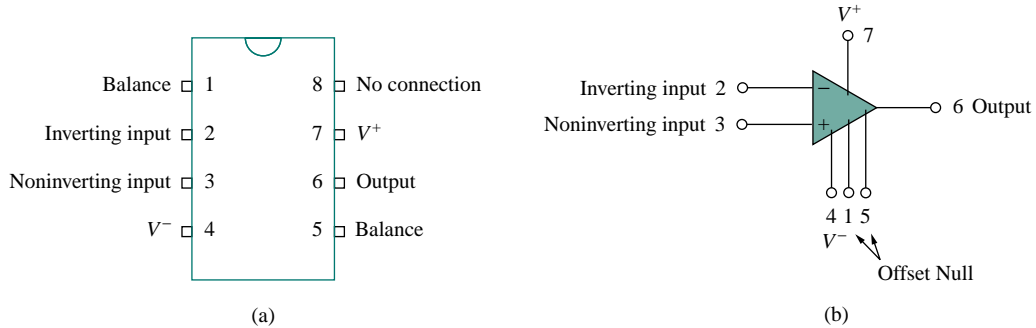 Balance 1 8 No connection
Inverting input 2 7 V⁺
Noninverting input 3 6 Output
V⁻ 4 5 Balance
(a)
V⁺
7
Inverting input 2 −
Noninverting input 3 +
6 Output
4 1 5
V⁻
Offset Null
(b)